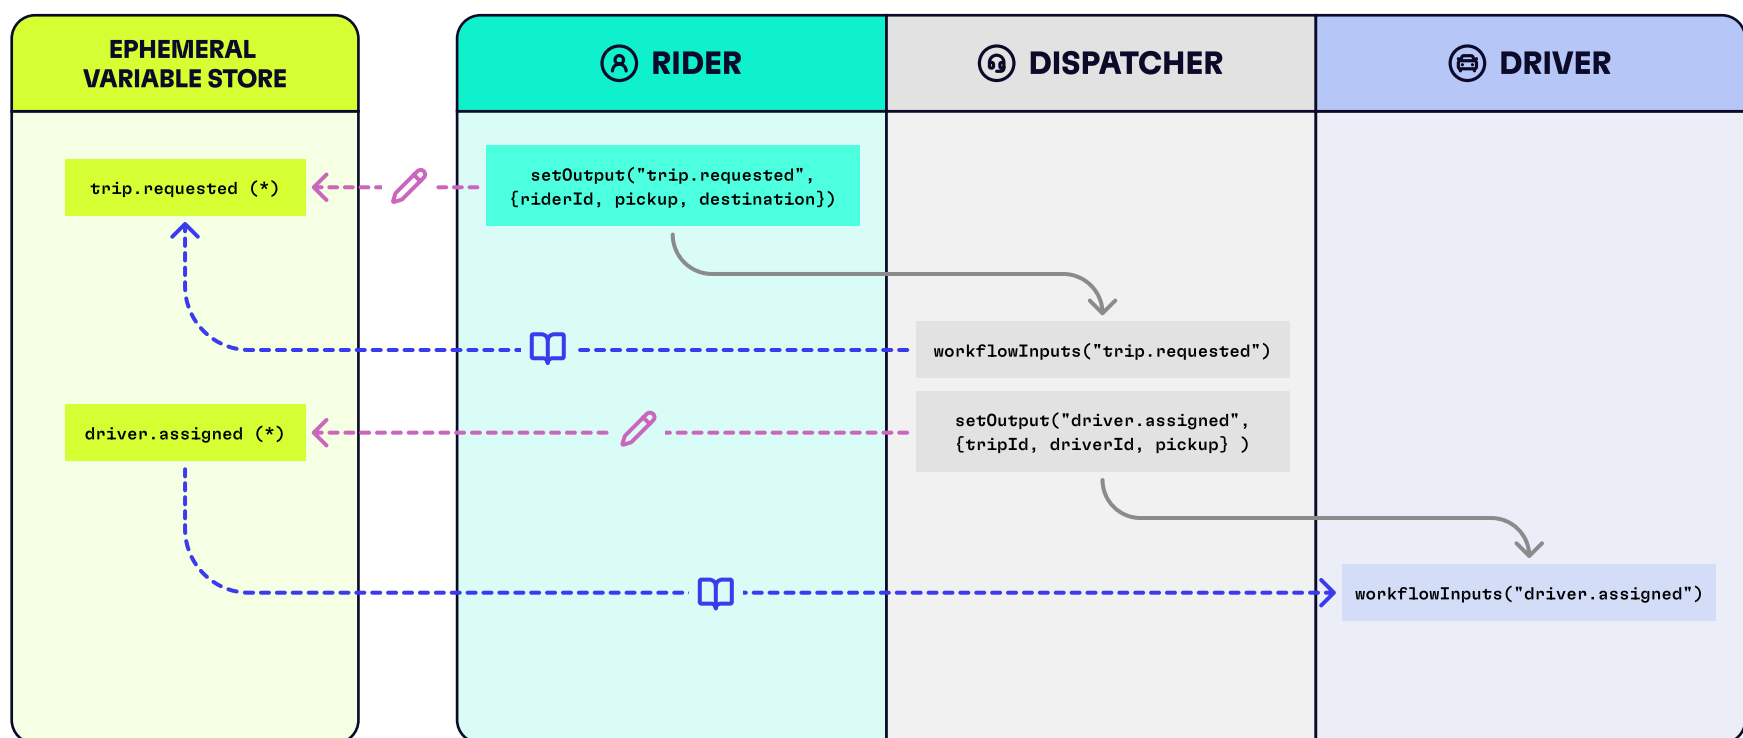 EPHEMERAL
VARIABLE STORE
RIDER
DISPATCHER
DRIVER
trip.requested (*)
setOutput("trip.requested",
{riderId, pickup, destination})
workflowInputs("trip.requested")
driver.assigned (*)
setOutput("driver.assigned",
{tripId, driverId, pickup} )
workflowInputs("driver.assigned")